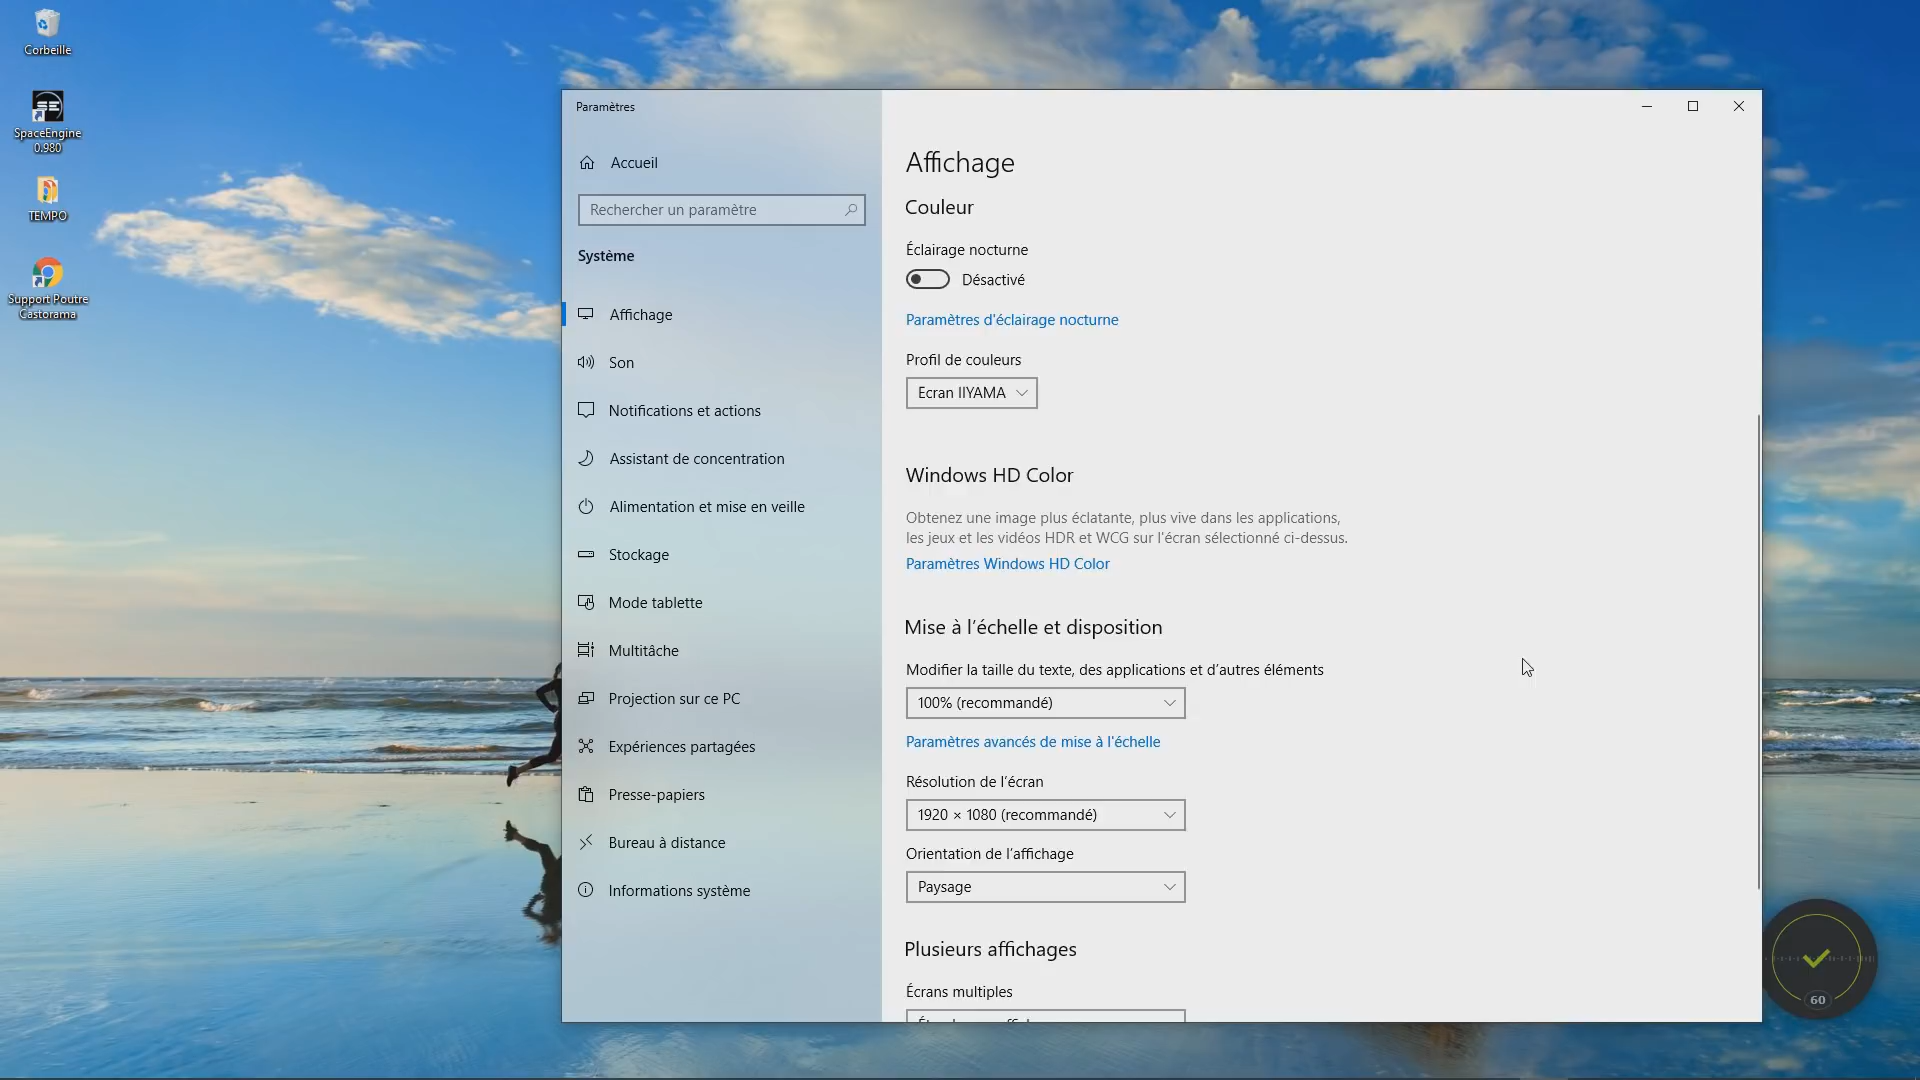 Corbeille
SpaceEngine
0.980
TEMPO
Support Poutre
Castorama
Paramètres
Accueil
Rechercher un paramètre
Système
Affichage
Son
Notifications et actions
Assistant de concentration
Alimentation et mise en veille
Stockage
Mode tablette
Multitâche
Projection sur ce PC
Expériences partagées
Presse-papiers
Bureau à distance
Informations système
Affichage
Couleur
Éclairage nocturne
Désactivé
Paramètres d'éclairage nocturne
Profil de couleurs
Ecran IIYAMA
Windows HD Color
Obtenez une image plus éclatante, plus vive dans les applications,
les jeux et les vidéos HDR et WCG sur l'écran sélectionné ci-dessus.
Paramètres Windows HD Color
Mise à l’échelle et disposition
Modifier la taille du texte, des applications et d’autres éléments
100% (recommandé)
Paramètres avancés de mise à l'échelle
Résolution de l’écran
1920 × 1080 (recommandé)
Orientation de l’affichage
Paysage
Plusieurs affichages
Écrans multiples
60